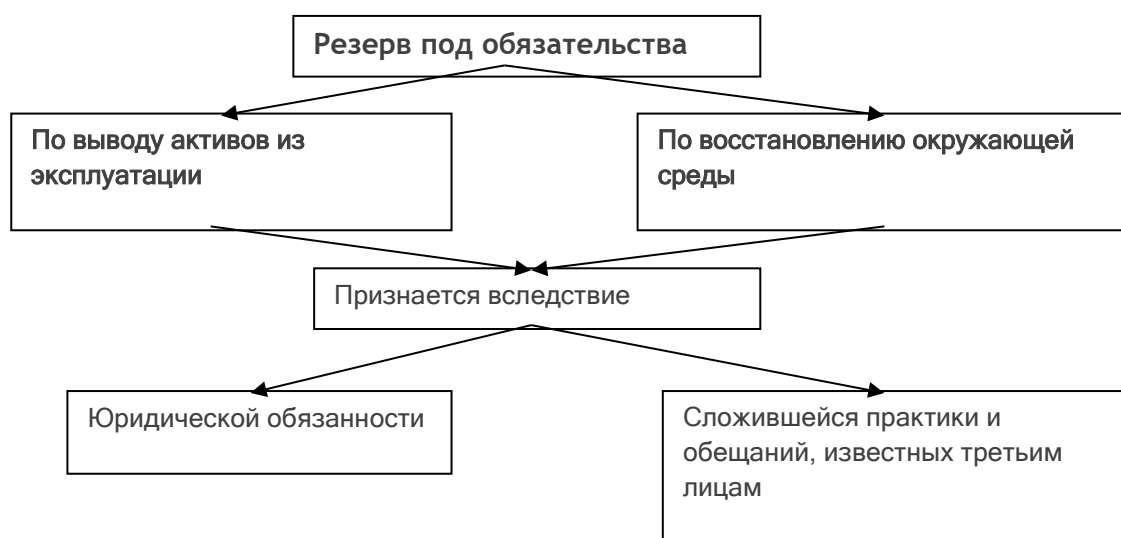 Резерв под обязательства
По выводу активов из
эксплуатации
По восстановлению окружающей
среды
Признается вследствие
Юридической обязанности
Сложившейся практики и
обещаний, известных третьим
лицам